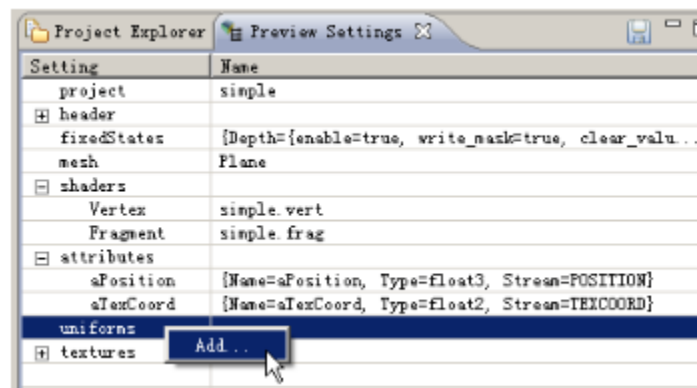 Project Explorer Preview Settings
Setting Name
project simple
header
fixedStates {Depth={enable=true, write_mask=true, clear_valu...
mesh Plane
shaders
Vertex simple.vert
Fragment simple.frag
attributes
aPosition {Name=aPosition, Type=float3, Stream=POSITION}
aTexCoord {Name=aTexCoord, Type=float2, Stream=TEXCOORD}
uniforms
Add...
textures